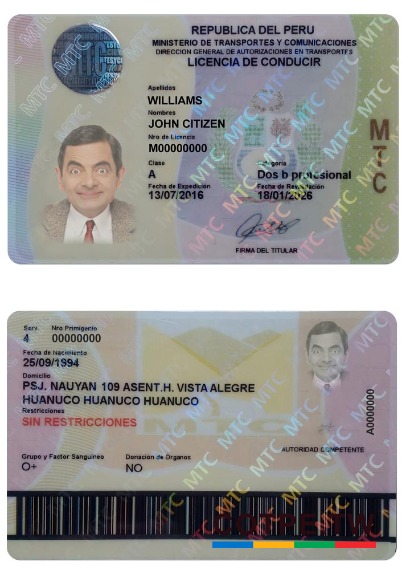 REPUBLICA DEL PERU
MINISTERIO DE TRANSPORTES Y COMUNICACIONES
DIRECCION GENERAL DE AUTORIZACIONES EN TRANSPORTES
LICENCIA DE CONDUCIR
Apellidos
WILLIAMS
Nombres
JOHN CITIZEN
Nro de Licencia
M00000000
Clase Categoria
A Dos b profesional
Fecha de Expedición Fecha de Revalidación
13/07/2016 18/01/2026
FIRMA DEL TITULAR
MTC
Serv. Nro Primigenio
4 00000000
Fecha de Nacimiento
25/09/1994
Domicilio
PSJ. NAUYAN 109 ASENT.H. VISTA ALEGRE
HUANUCO HUANUCO HUANUCO
Restricciones
SIN RESTRICCIONES
A0000000
AUTORIDAD COMPETENTE
Grupo y Factor Sanguineo Donación de Organos
O+ NO
MTC